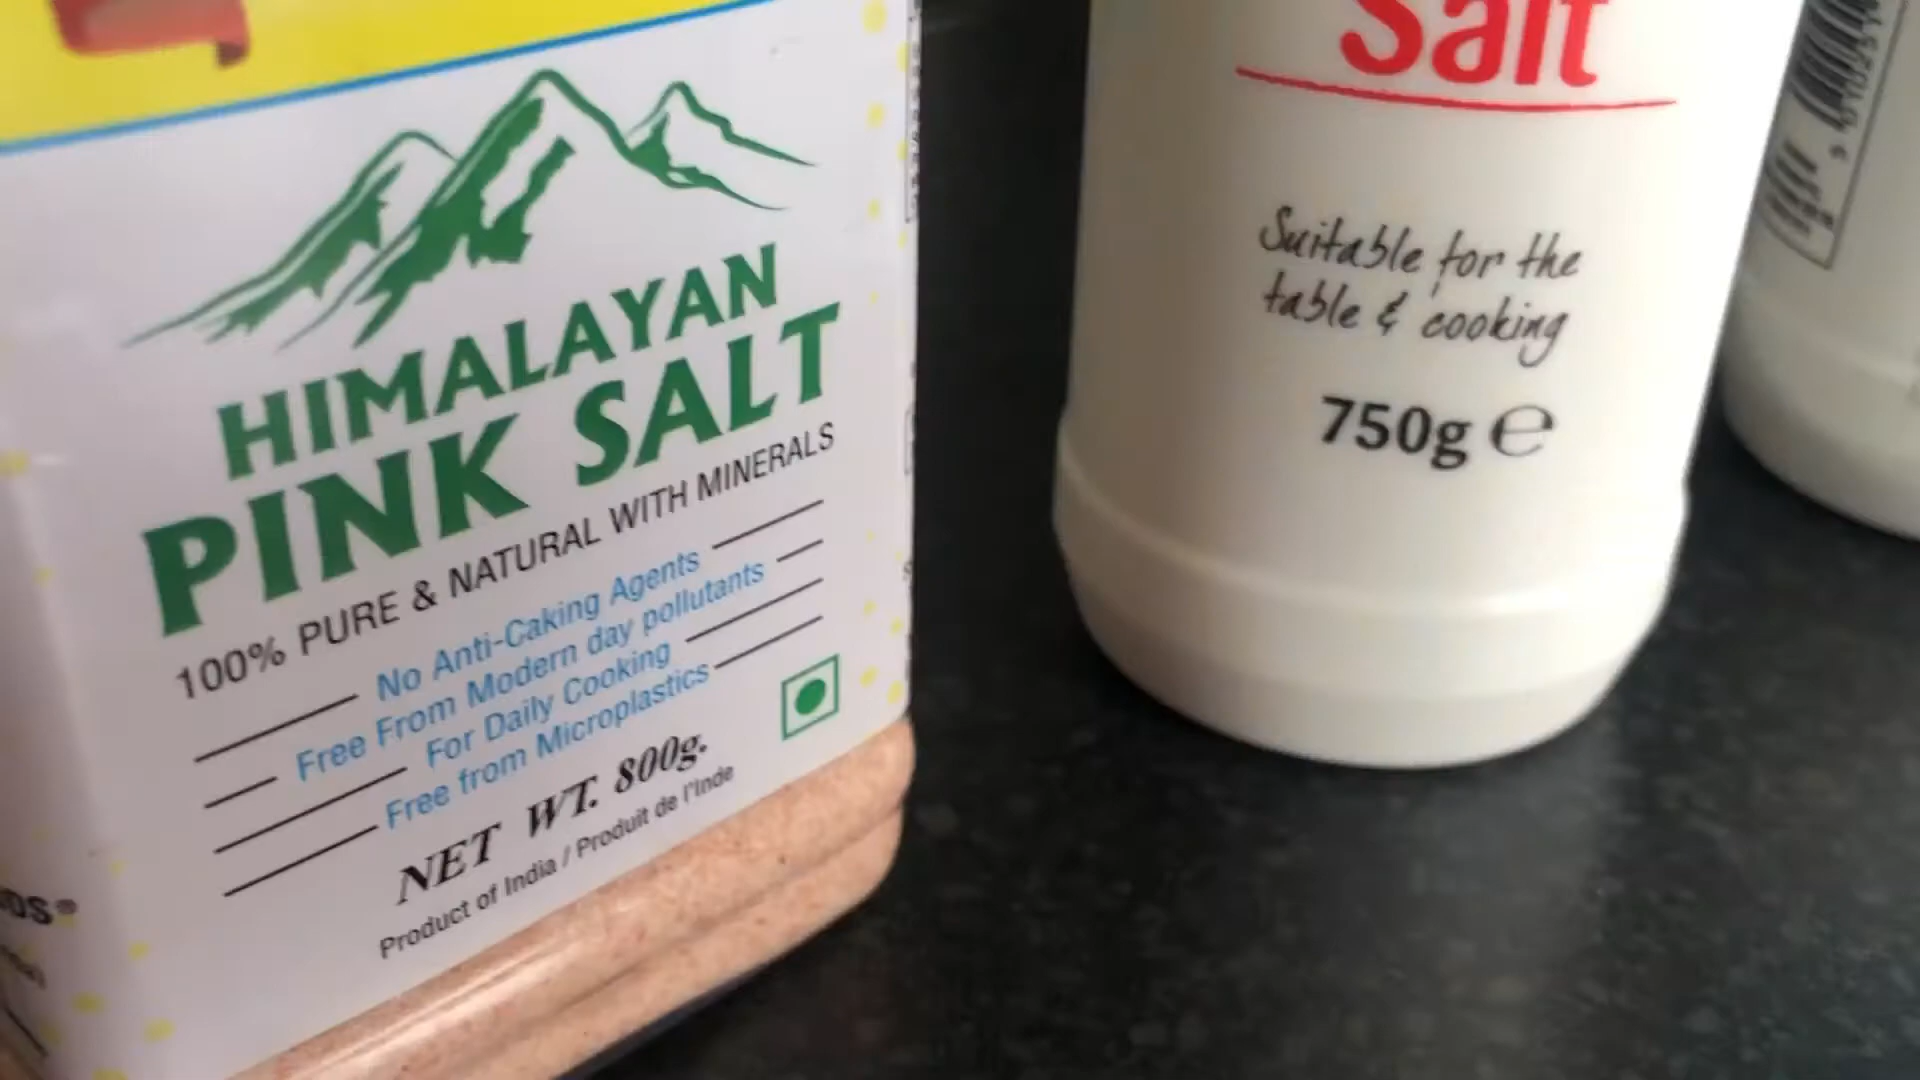 HIMALAYAN
PINK SALT
100% PURE & NATURAL WITH MINERALS
No Anti-Caking Agents
Free From Modern day pollutants
For Daily Cooking
Free from Microplastics
NET WT. 800g.
Product of India / Produit de l'Inde
Salt
Suitable for the
table & cooking
750g ℮